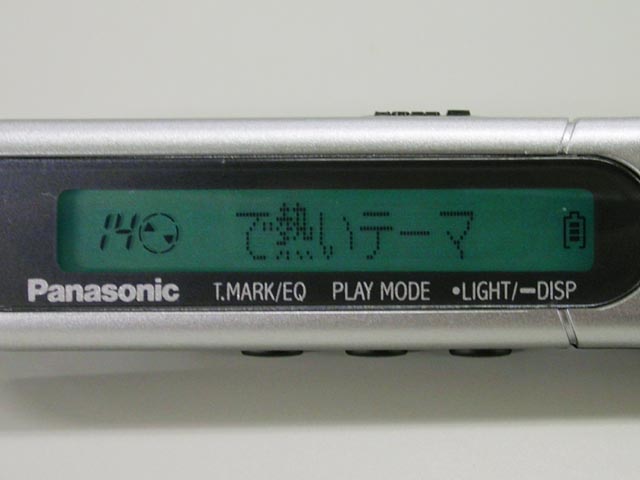 14 で熱いテーマ
Panasonic T.MARK/EQ PLAY MODE •LIGHT/━DISP